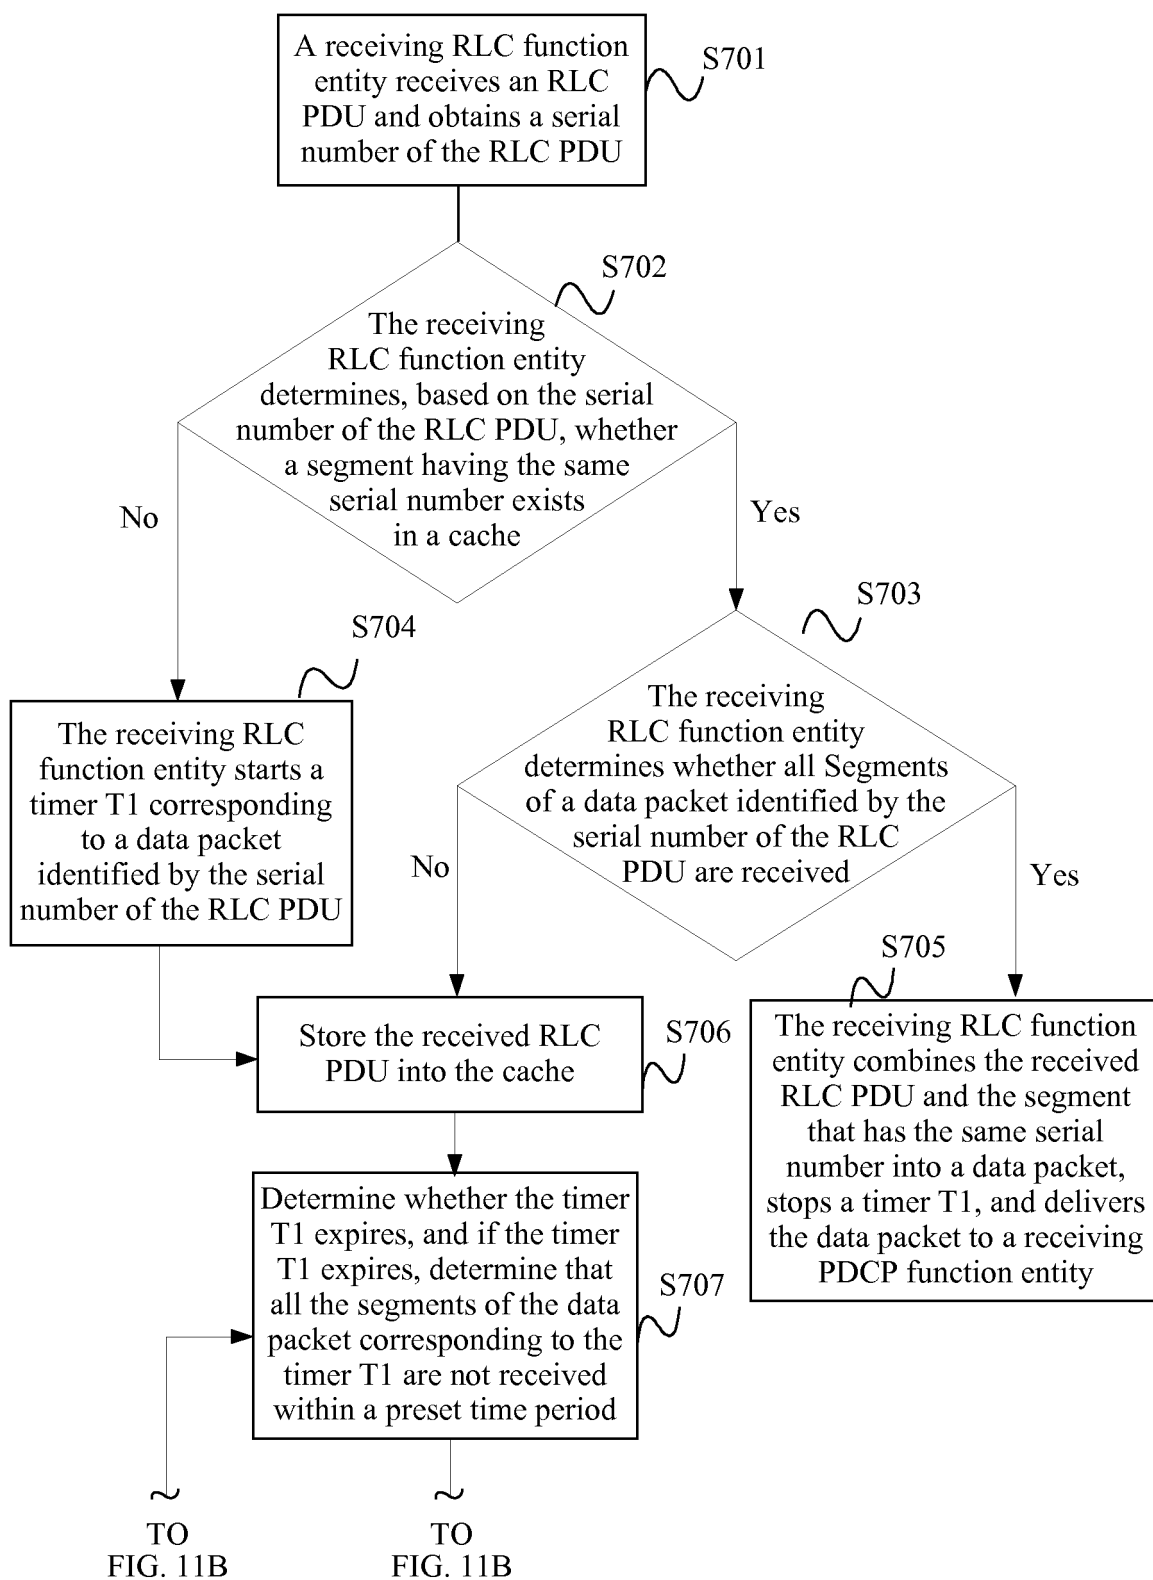 A receiving RLC function
entity receives an RLC
PDU and obtains a serial
number of the RLC PDU
S701
S702
The receiving
RLC function entity
determines, based on the serial
number of the RLC PDU, whether
a segment having the same
serial number exists
in a cache
No
Yes
S703
S704
The receiving
RLC function entity
determines whether all Segments
of a data packet identified by the
serial number of the RLC
PDU are received
The receiving RLC
function entity starts a
timer T1 corresponding
to a data packet
identified by the serial
number of the RLC PDU
No
Yes
S705
Store the received RLC
PDU into the cache
S706
The receiving RLC function
entity combines the received
RLC PDU and the segment
that has the same serial
number into a data packet,
stops a timer T1, and delivers
the data packet to a receiving
PDCP function entity
Determine whether the timer
T1 expires, and if the timer
T1 expires, determine that
all the segments of the data
packet corresponding to the
timer T1 are not received
within a preset time period
S707
TO
FIG. 11B
TO
FIG. 11B